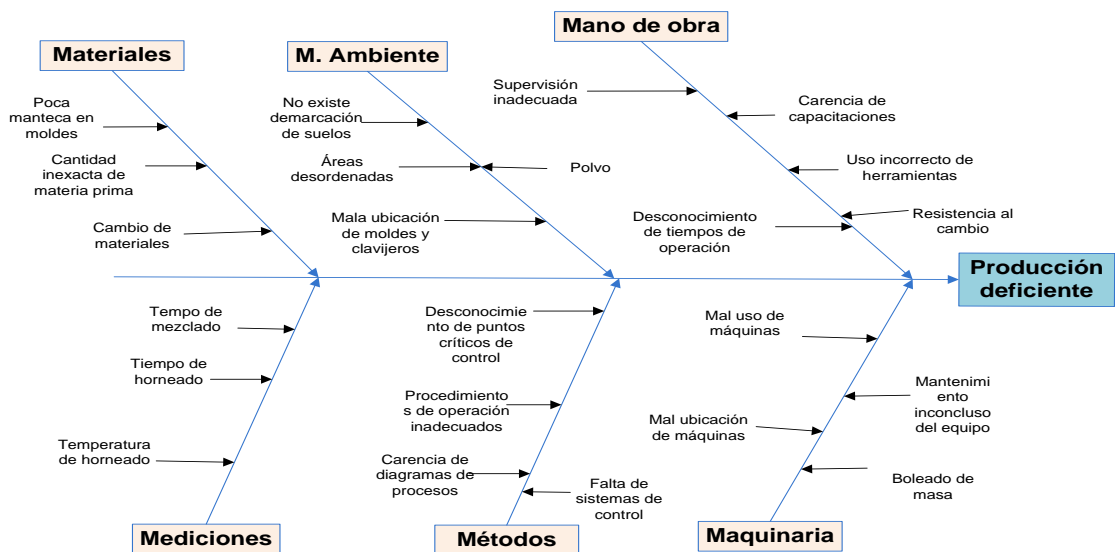 Materiales
M. Ambiente
Mano de obra
Poca
manteca en
moldes
Cantidad
inexacta de
materia prima
Cambio de
materiales
No existe
demarcación
de suelos
Áreas
desordenadas
Polvo
Mala ubicación
de moldes y
clavijeros
Supervisión
inadecuada
Carencia de
capacitaciones
Uso incorrecto de
herramientas
Desconocimiento
de tiempos de
operación
Resistencia al
cambio
Producción
deficiente
Tempo de
mezclado
Tiempo de
horneado
Temperatura
de horneado
Desconocimie
nto de puntos
críticos de
control
Procedimiento
s de operación
inadecuados
Carencia de
diagramas de
procesos
Falta de
sistemas de
control
Mal uso de
máquinas
Mantenimi
ento
inconcluso
del equipo
Mal ubicación
de máquinas
Boleado de
masa
Mediciones
Métodos
Maquinaria